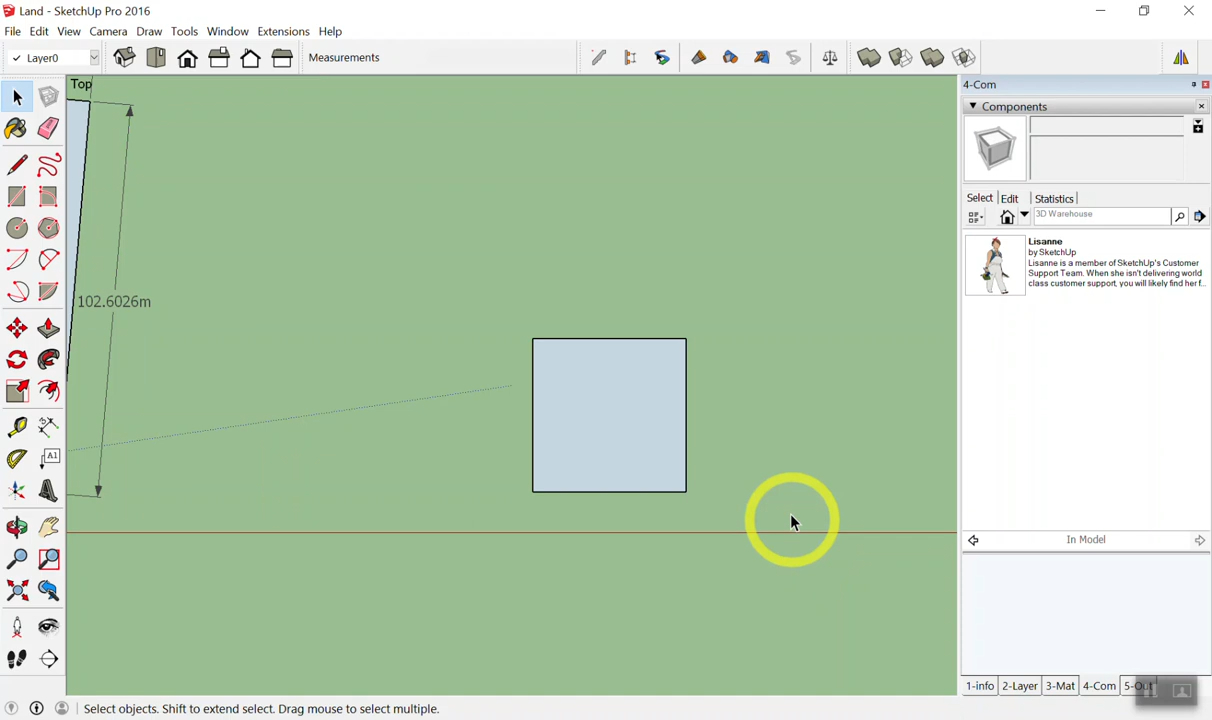 Land - SketchUp Pro 2016
File Edit View Camera Draw Tools Window Extensions Help
Layer0 Measurements
Top
4-Com
Components
Select Edit Statistics
3D Warehouse
Lisanne
by SketchUp
Lisanne is a member of SketchUp's Customer
Support Team. When she isn't delivering world
class customer support, you will likely find her f...
102.6026m
A1
In Model
1-info 2-Layer 3-Mat 4-Com 5-Out
Select objects. Shift to extend select. Drag mouse to select multiple.